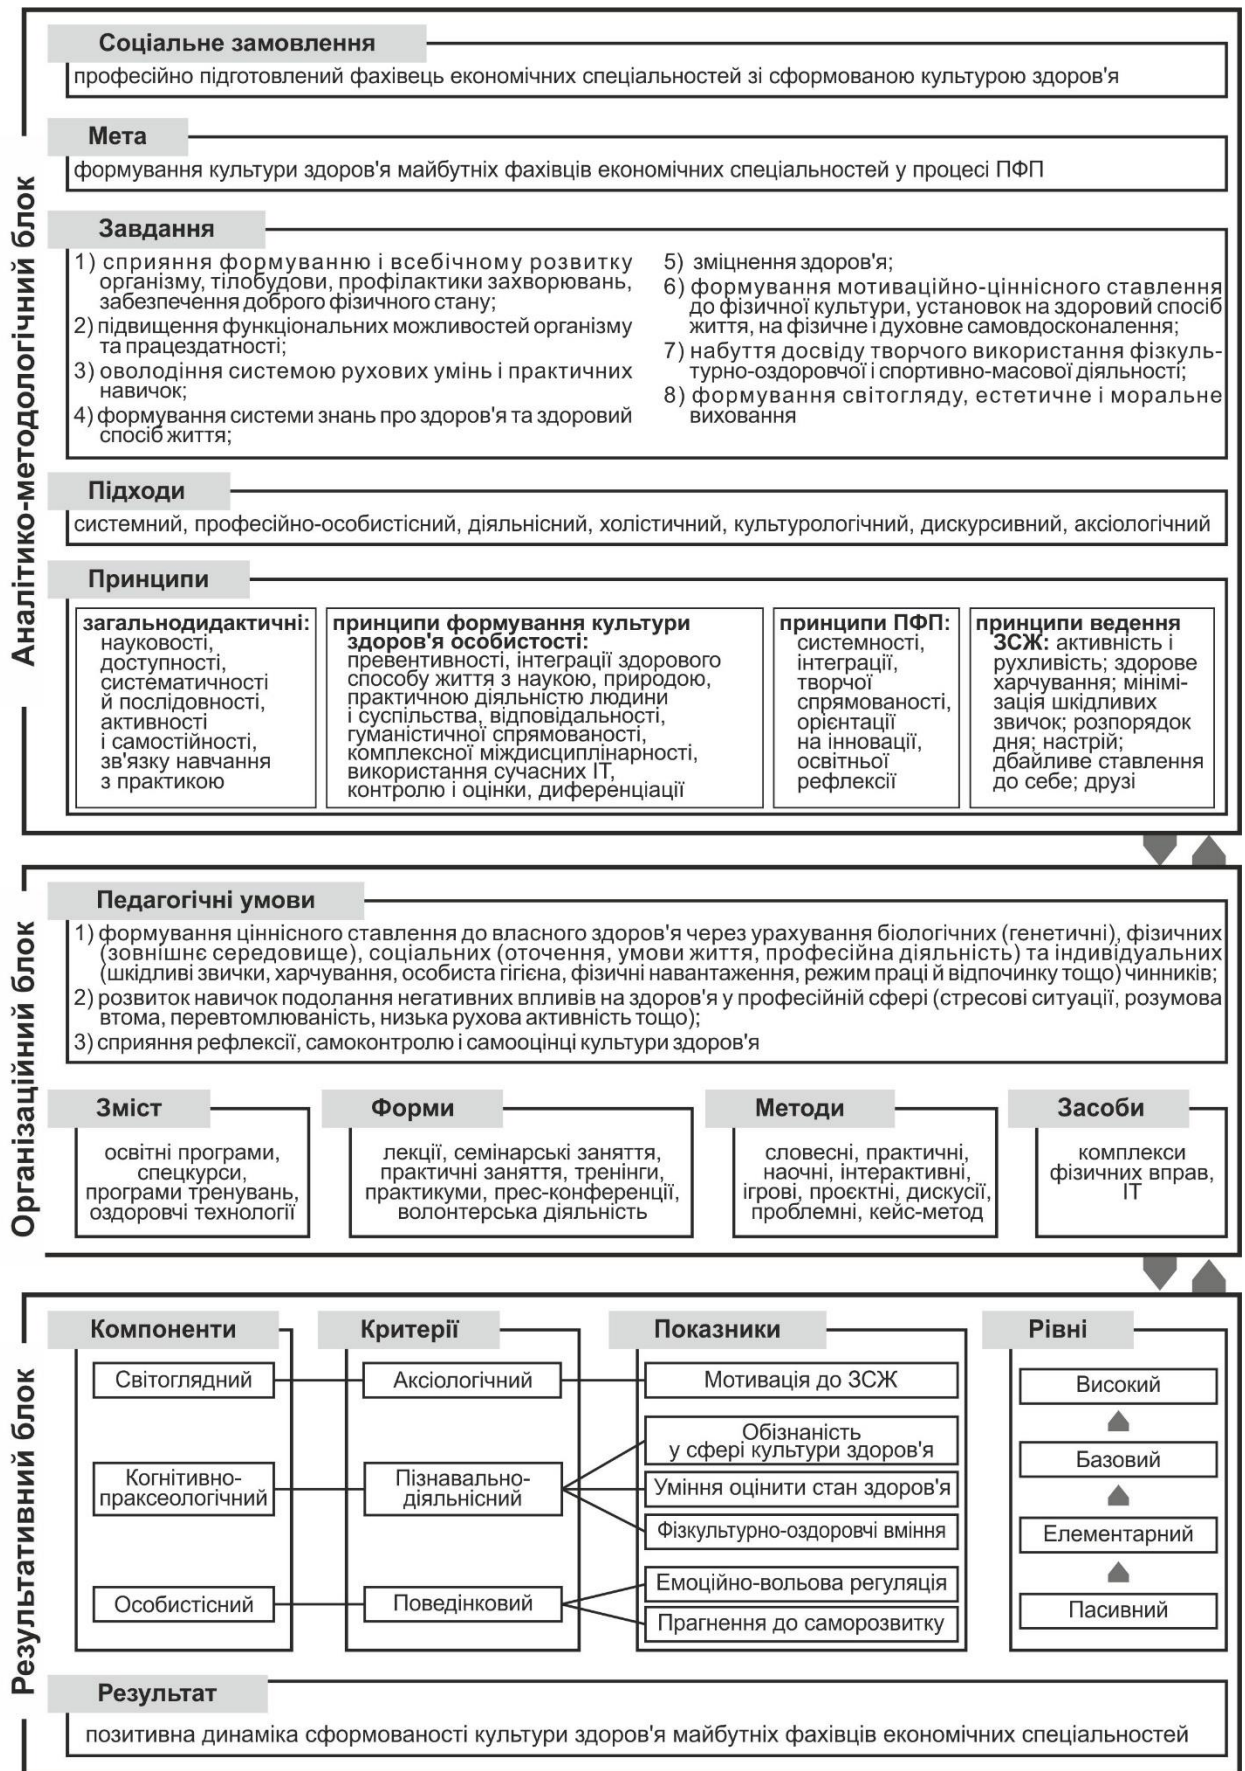 Аналітико-методологічний блок
Соціальне замовлення
професійно підготовлений фахівець економічних спеціальностей зі сформованою культурою здоров'я
Мета
формування культури здоров'я майбутніх фахівців економічних спеціальностей у процесі ПФП
Завдання
1) сприяння формуванню і всебічному розвитку
організму, тілобудови, профілактики захворювань,
забезпечення доброго фізичного стану;
2) підвищення функціональних можливостей організму
та працездатності;
3) оволодіння системою рухових умінь і практичних
навичок;
4) формування системи знань про здоров'я та здоровий
спосіб життя;
5) зміцнення здоров'я;
6) формування мотиваційно-ціннісного ставлення
до фізичної культури, установок на здоровий спосіб
життя, на фізичне і духовне самовдосконалення;
7) набуття досвіду творчого використання фізкуль-
турно-оздоровчої і спортивно-масової діяльності;
8) формування світогляду, естетичне і моральне
виховання
Підходи
системний, професійно-особистісний, діяльнісний, холістичний, культурологічний, дискурсивний, аксіологічний
Принципи
загальнодидактичні:
науковості,
доступності,
систематичності
й послідовності,
активності
і самостійності,
зв'язку навчання
з практикою
принципи формування культури
здоров'я особистості:
превентивності, інтеграції здорового
способу життя з наукою, природою,
практичною діяльністю людини
і суспільства, відповідальності,
гуманістичної спрямованості,
комплексної міждисциплінарності,
використання сучасних ІТ,
контролю і оцінки, диференціації
принципи ПФП:
системності,
інтеграції,
творчої
спрямованості,
орієнтації
на інновації,
освітньої
рефлексії
принципи ведення
ЗСЖ: активність і
рухливість; здорове
харчування; мінімі-
зація шкідливих
звичок; розпорядок
дня; настрій;
дбайливе ставлення
до себе; друзі
Організаційний блок
Педагогічні умови
1) формування ціннісного ставлення до власного здоров'я через урахування біологічних (генетичні), фізичних
(зовнішнє середовище), соціальних (оточення, умови життя, професійна діяльність) та індивідуальних
(шкідливі звички, харчування, особиста гігієна, фізичні навантаження, режим праці й відпочинку тощо) чинників;
2) розвиток навичок подолання негативних впливів на здоров'я у професійній сфері (стресові ситуації, розумова
втома, перевтомлюваність, низька рухова активність тощо);
3) сприяння рефлексії, самоконтролю і самооцінці культури здоров'я
Зміст
освітні програми,
спецкурси,
програми тренувань,
оздоровчі технології
Форми
лекції, семінарські заняття,
практичні заняття, тренінги,
практикуми, прес-конференції,
волонтерська діяльність
Методи
словесні, практичні,
наочні, інтерактивні,
ігрові, проєктні, дискусії,
проблемні, кейс-метод
Засоби
комплекси
фізичних вправ,
ІТ
Результативний блок
Компоненти
Світоглядний
Когнітивно-
праксеологічний
Особистісний
Критерії
Аксіологічний
Пізнавально-
діяльнісний
Поведінковий
Показники
Мотивація до ЗСЖ
Обізнаність
у сфері культури здоров'я
Уміння оцінити стан здоров'я
Фізкультурно-оздоровчі вміння
Емоційно-вольова регуляція
Прагнення до саморозвитку
Рівні
Високий
Базовий
Елементарний
Пасивний
Результат
позитивна динаміка сформованості культури здоров'я майбутніх фахівців економічних спеціальностей